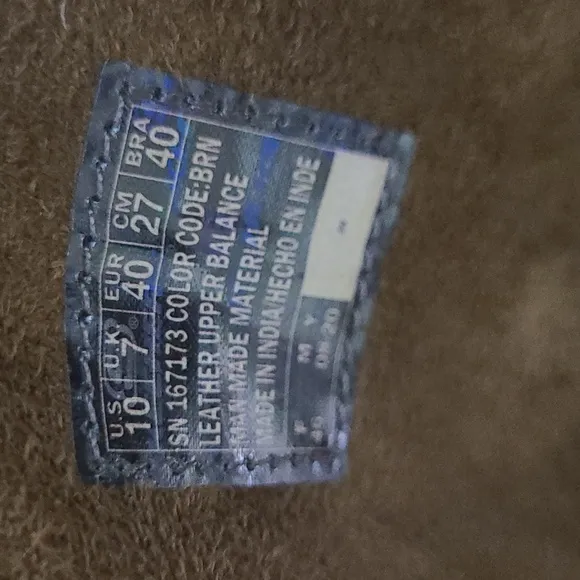 U.S. U.K. EUR CM BRA
10 7 40 27 40
SN 167173 COLOR CODE:BRN
LEATHER UPPER BALANCE
MAN MADE MATERIAL
MADE IN INDIA/HECHO EN INDE
F M Y